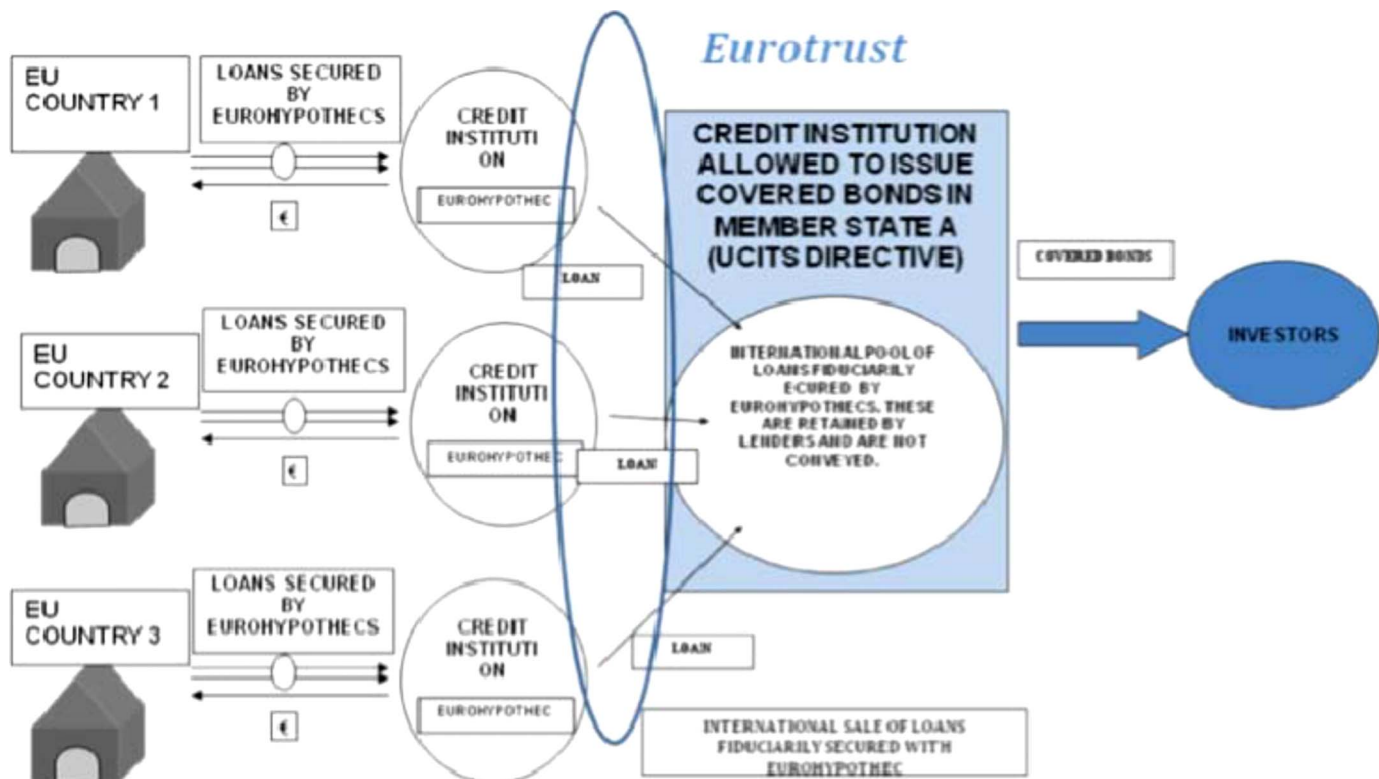 Eurotrust
EU
COUNTRY 1
LOANS SECURED
BY
EUROHYPOTHECS
€
CREDIT
INSTITUTI
ON
EUROHYPOTHEC
LOAN
EU
COUNTRY 2
LOANS SECURED
BY
EUROHYPOTHECS
€
CREDIT
INSTITUTI
ON
EUROHYPOTHEC
LOAN
EU
COUNTRY 3
LOANS SECURED
BY
EUROHYPOTHECS
€
CREDIT
INSTITUTI
ON
EUROHYPOTHEC
LOAN
CREDIT INSTITUTION
ALLOWED TO ISSUE
COVERED BONDS IN
MEMBER STATE A
(UCITS DIRECTIVE)
INTERNATIONAL POOL OF
LOANS FIDUCIARILY
ECURED BY
EUROHYPOTHECS. THESE
ARE RETAINED BY
LENDERS AND ARE NOT
CONVEYED.
COVERED BONDS
INVESTORS
INTERNATIONAL SALE OF LOANS
FIDUCIARILY SECURED WITH
EUROHYPOTHEC